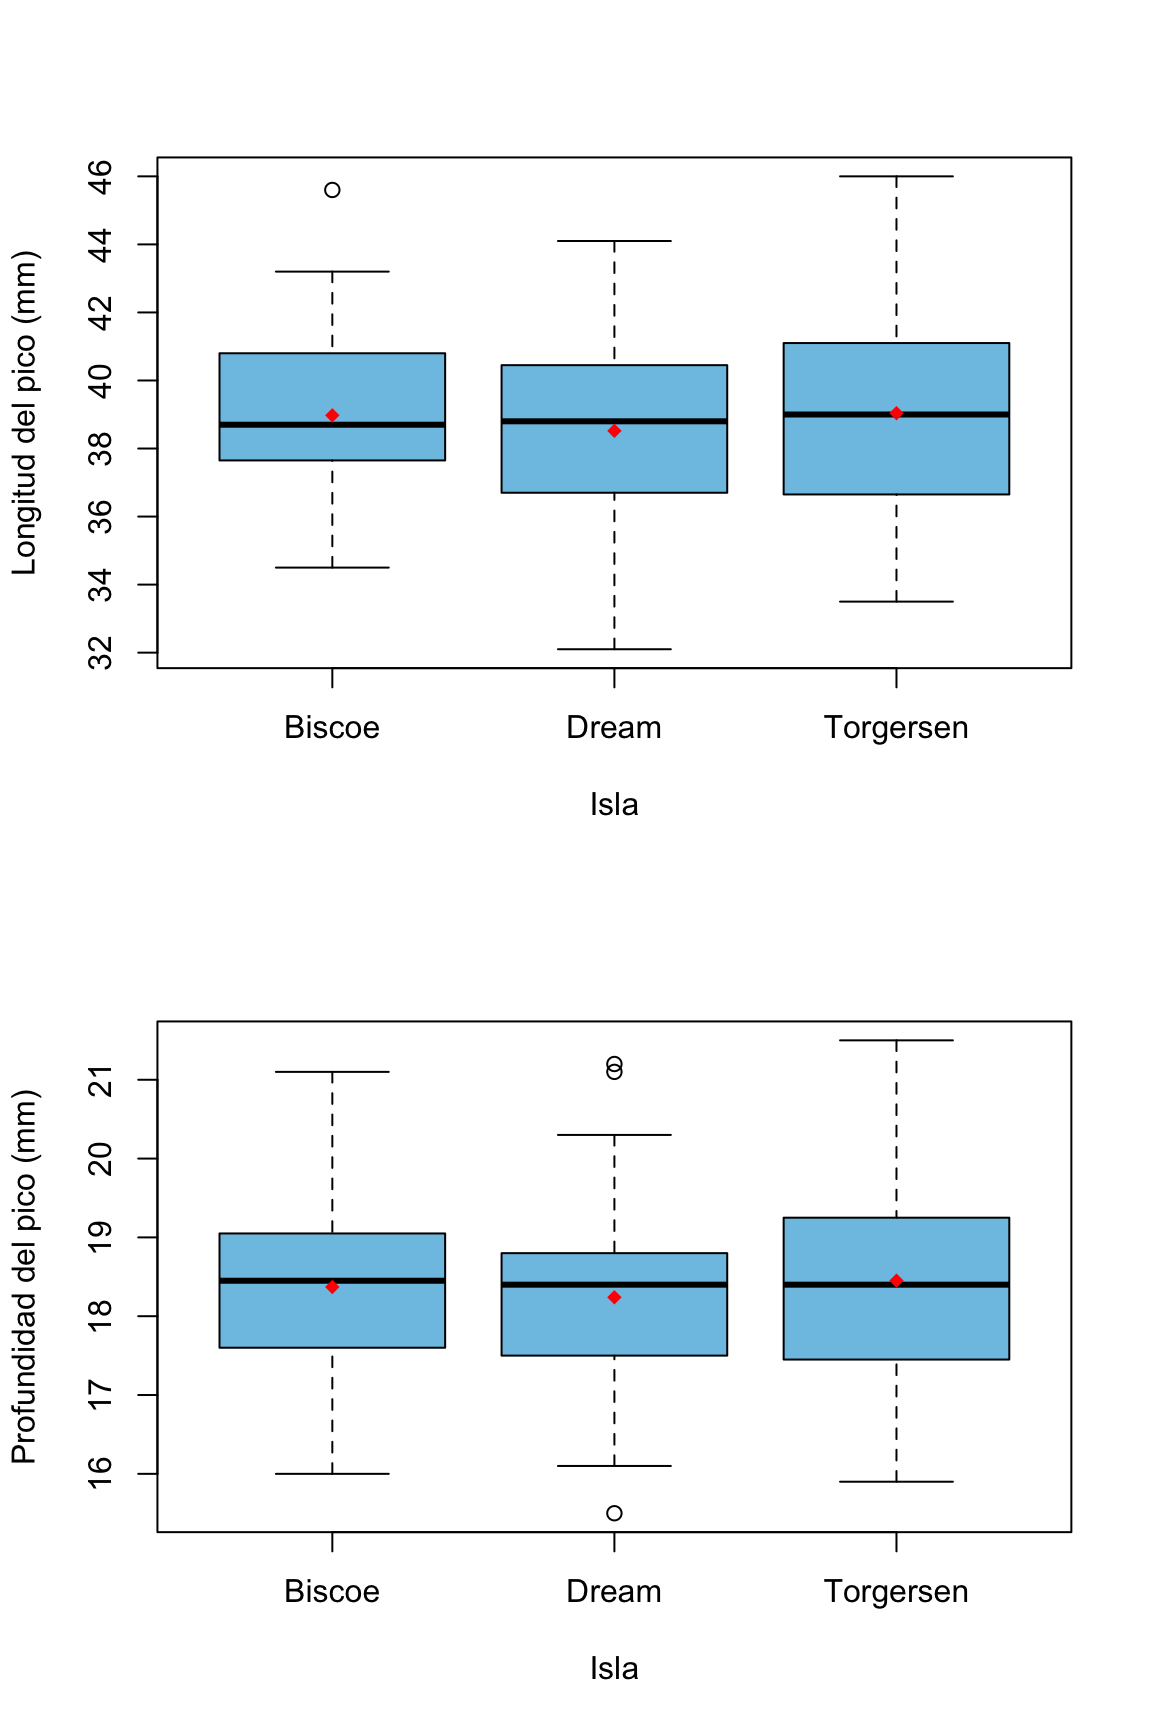 Longitud del pico (mm)
46
44
42
40
38
36
34
32
Biscoe Dream Torgersen
Isla
Profundidad del pico (mm)
21
20
19
18
17
16
Biscoe Dream Torgersen
Isla